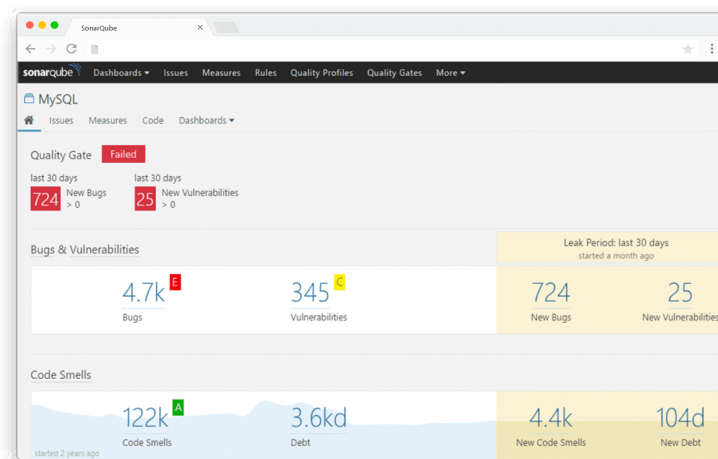 SonarQube
sonarqube Dashboards Issues Measures Rules Quality Profiles Quality Gates More
MySQL
Issues Measures Code Dashboards
Quality Gate Failed
last 30 days last 30 days
724 New Bugs > 0 25 New Vulnerabilities > 0
Leak Period: last 30 days
started a month ago
Bugs & Vulnerabilities
4.7k E 345 C 724 25
Bugs Vulnerabilities New Bugs New Vulnerabilities
Code Smells
122k A 3.6kd 4.4k 104d
Code Smells Debt New Code Smells New Debt
started 2 years ago